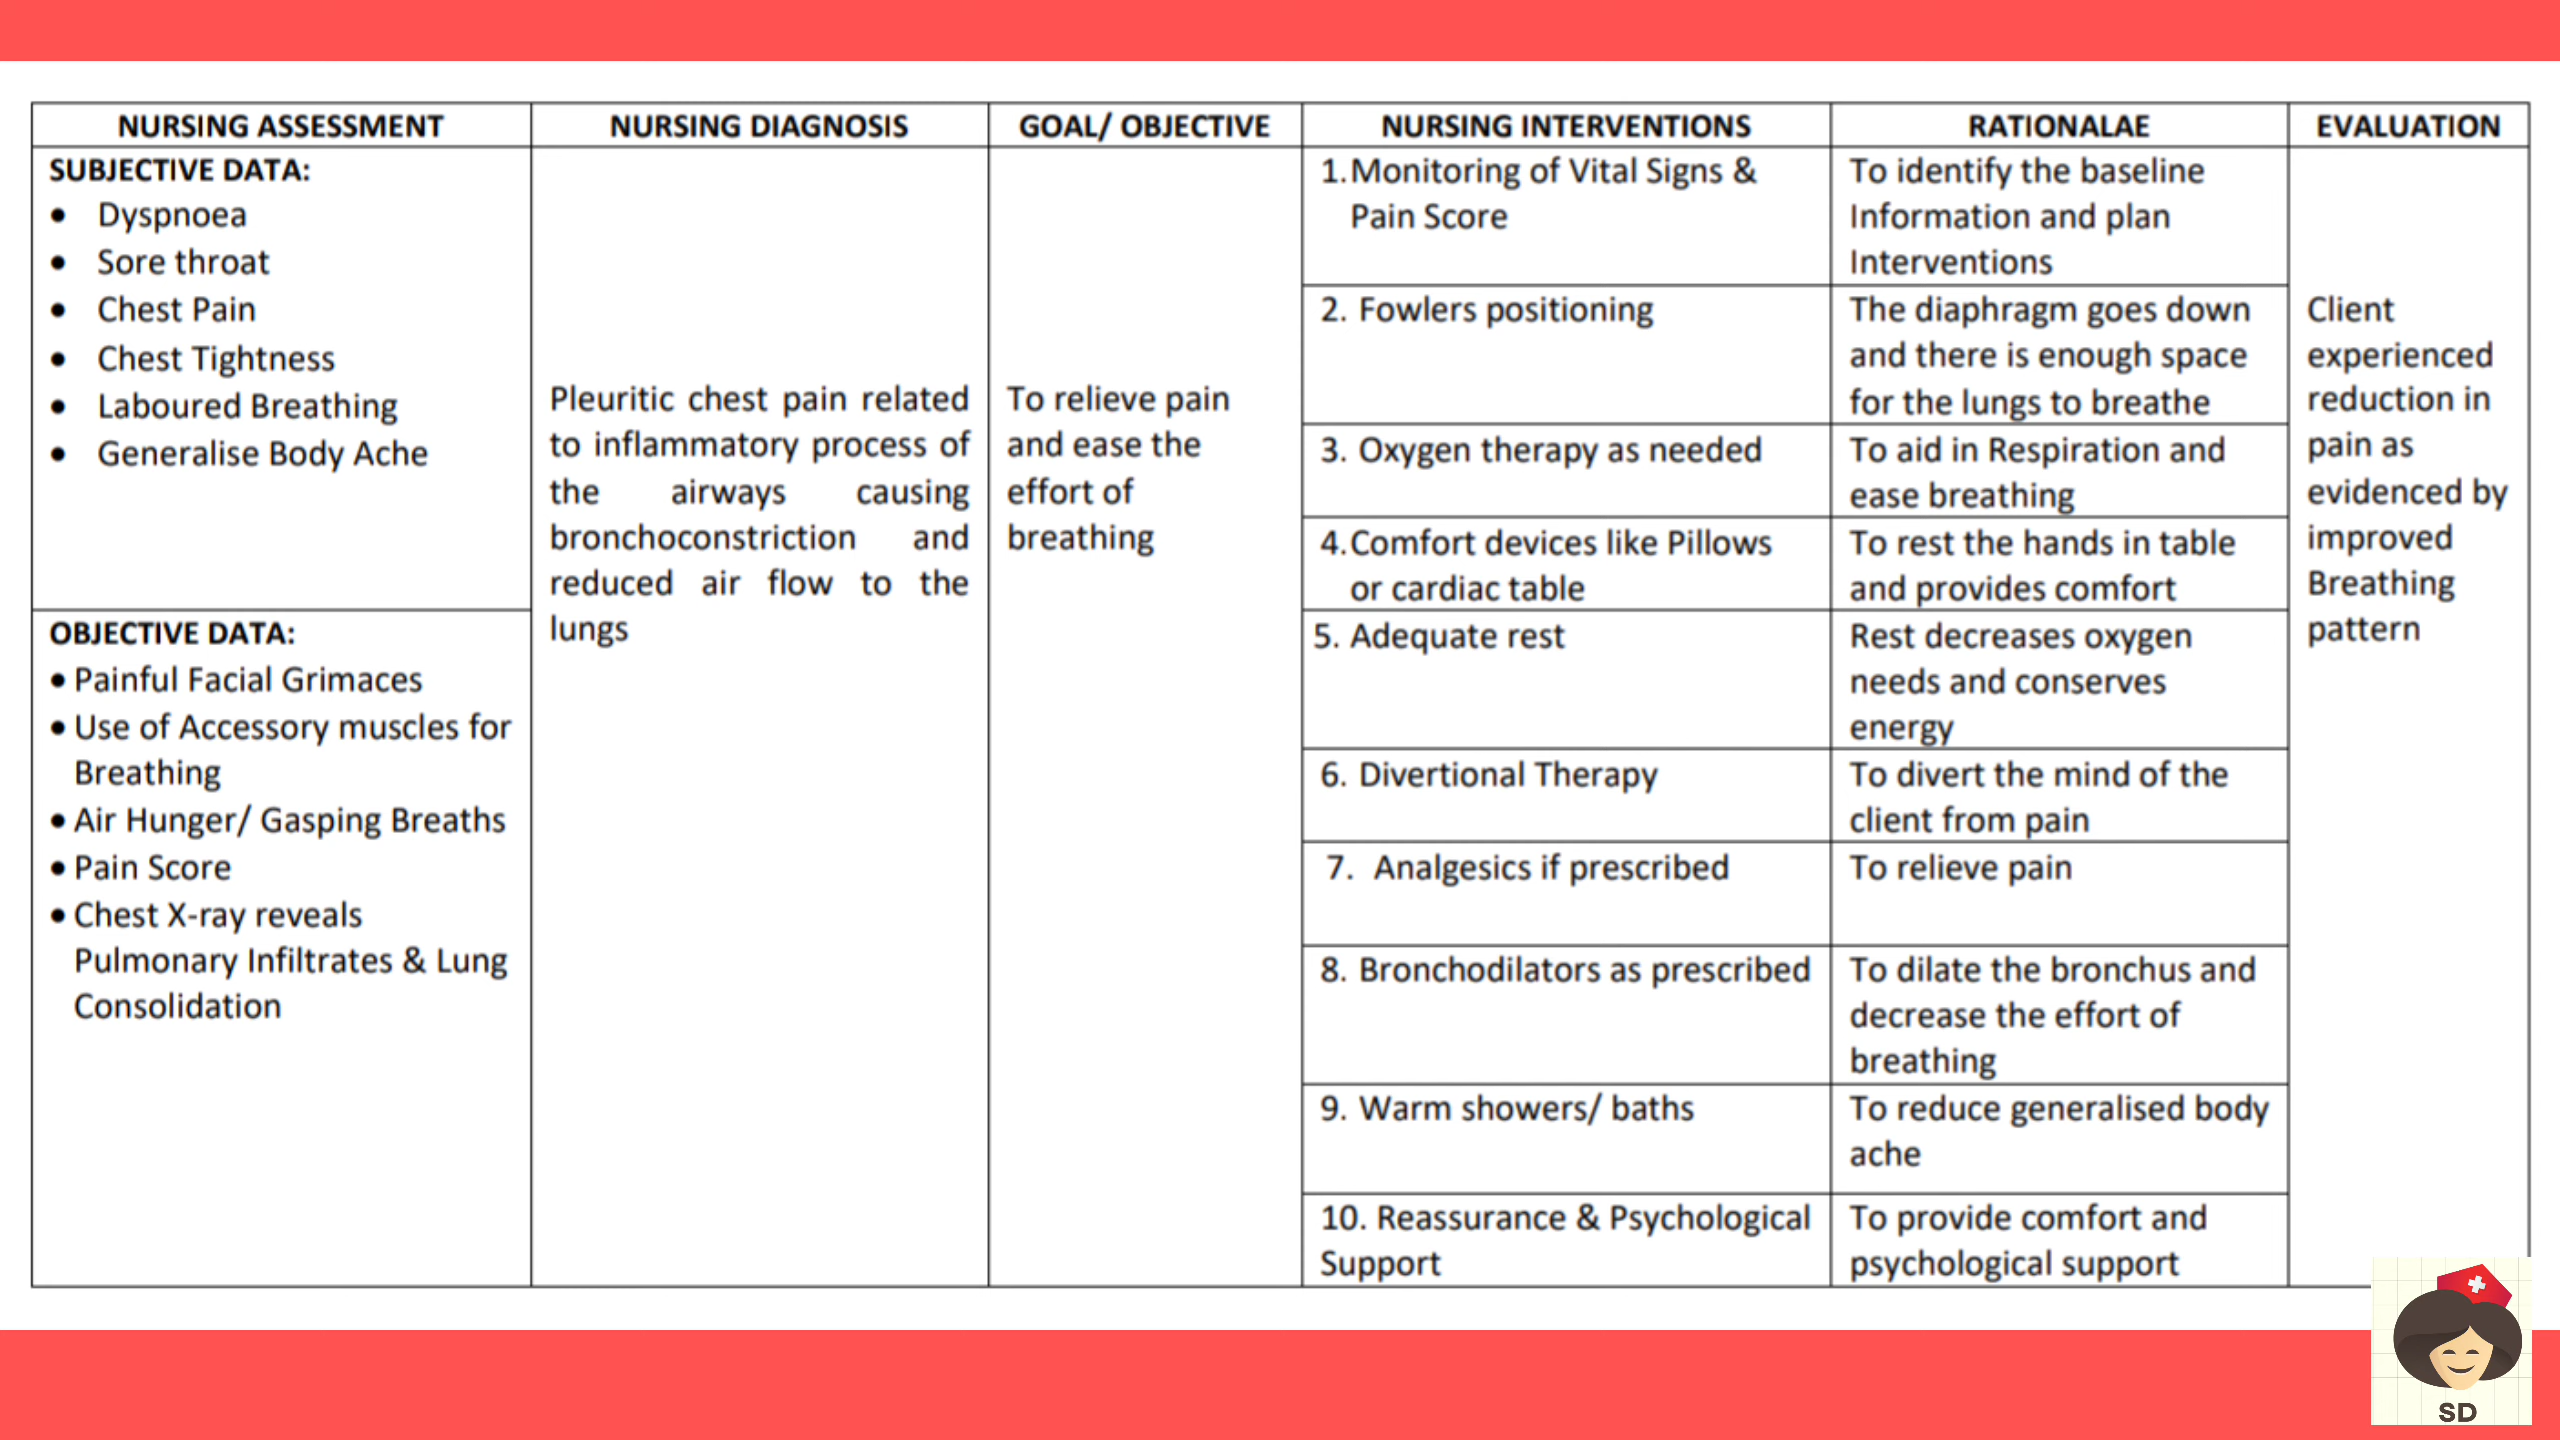 NURSING ASSESSMENT
NURSING DIAGNOSIS
GOAL/ OBJECTIVE
NURSING INTERVENTIONS
RATIONALAE
EVALUATION
SUBJECTIVE DATA:
• Dyspnoea
• Sore throat
• Chest Pain
• Chest Tightness
• Laboured Breathing
• Generalise Body Ache
OBJECTIVE DATA:
• Painful Facial Grimaces
• Use of Accessory muscles for
Breathing
• Air Hunger/ Gasping Breaths
• Pain Score
• Chest X-ray reveals
Pulmonary Infiltrates & Lung
Consolidation
Pleuritic chest pain related
to inflammatory process of
the airways causing
bronchoconstriction and
reduced air flow to the
lungs
To relieve pain
and ease the
effort of
breathing
1. Monitoring of Vital Signs &
Pain Score
To identify the baseline
Information and plan
Interventions
2. Fowlers positioning
The diaphragm goes down
and there is enough space
for the lungs to breathe
3. Oxygen therapy as needed
To aid in Respiration and
ease breathing
4. Comfort devices like Pillows
or cardiac table
To rest the hands in table
and provides comfort
5. Adequate rest
Rest decreases oxygen
needs and conserves
energy
6. Divertional Therapy
To divert the mind of the
client from pain
7. Analgesics if prescribed
To relieve pain
8. Bronchodilators as prescribed
To dilate the bronchus and
decrease the effort of
breathing
9. Warm showers/ baths
To reduce generalised body
ache
10. Reassurance & Psychological
Support
To provide comfort and
psychological support
Client
experienced
reduction in
pain as
evidenced by
improved
Breathing
pattern
SD